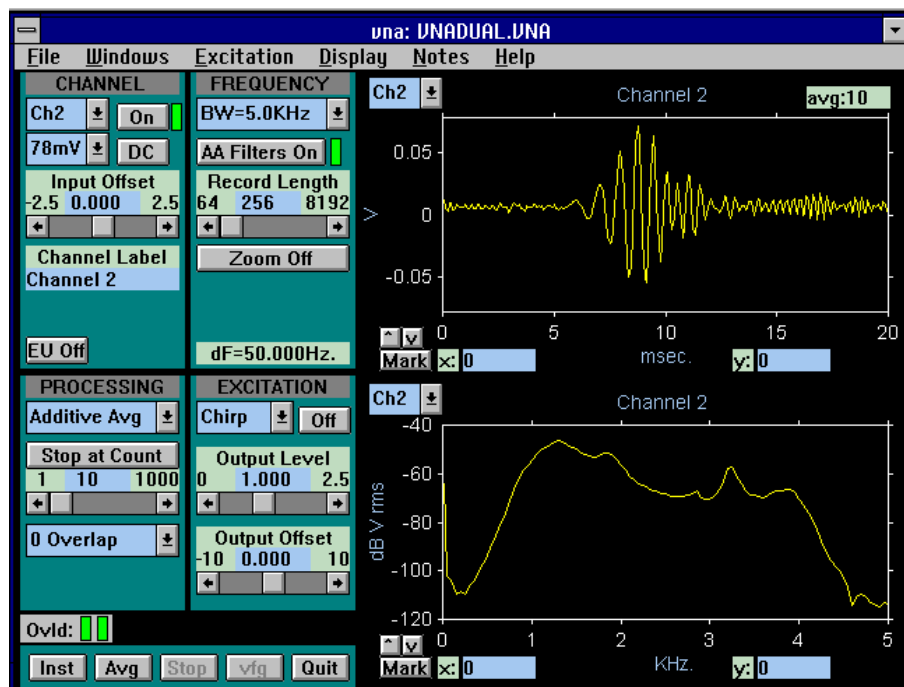 vna: VNADUAL.VNA
File Windows Excitation Display Notes Help
CHANNEL
Ch2 On
78mV DC
Input Offset
-2.5 0.000 2.5
Channel Label
Channel 2
EU Off
FREQUENCY
BW=5.0KHz
AA Filters On
Record Length
64 256 8192
Zoom Off
dF=50.000Hz.
PROCESSING
Additive Avg
Stop at Count
1 10 1000
0 Overlap
EXCITATION
Chirp Off
Output Level
0 1.000 2.5
Output Offset
-10 0.000 10
Ovld:
Inst Avg Stop vfg Quit
Ch2 Channel 2 avg:10
0.05
0
-0.05
V
0 5 10 15 20
msec.
^ v
Mark x: 0 y: 0
Ch2 Channel 2
-40
-60
-80
-100
-120
dB V rms
0 1 2 3 4 5
KHz.
^ v
Mark x: 0 y: 0